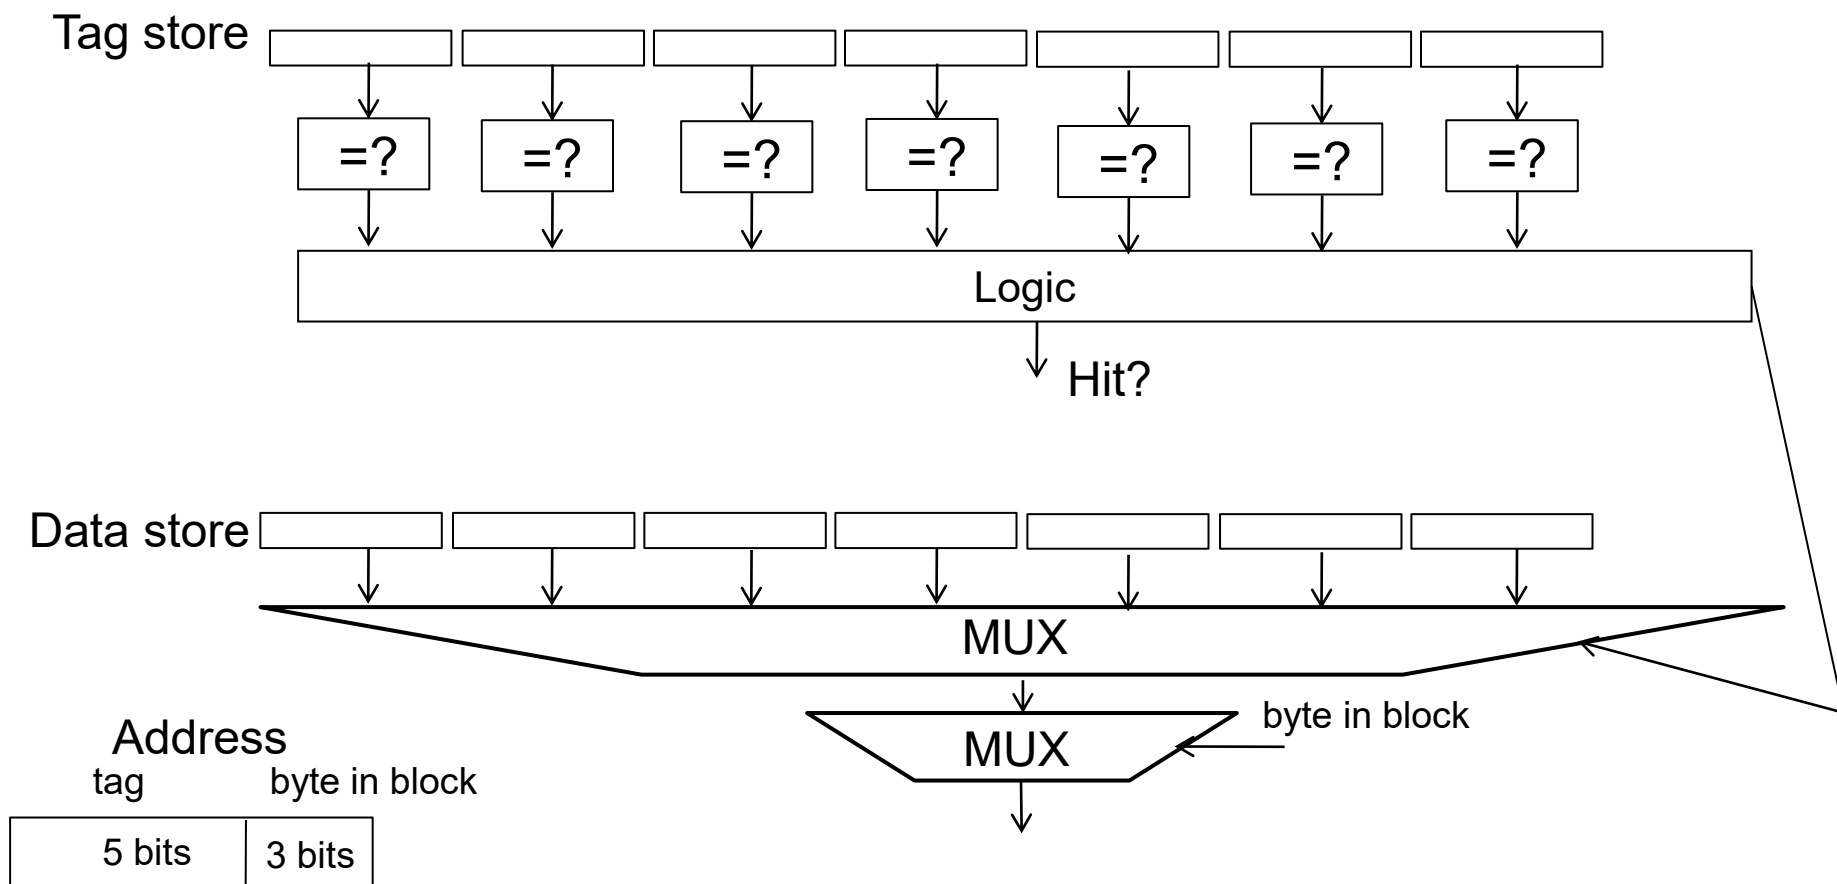 Tag store
=? =? =? =? =? =? =?
Logic
Hit?
Data store
MUX
byte in block
MUX
Address
tag byte in block
5 bits 3 bits